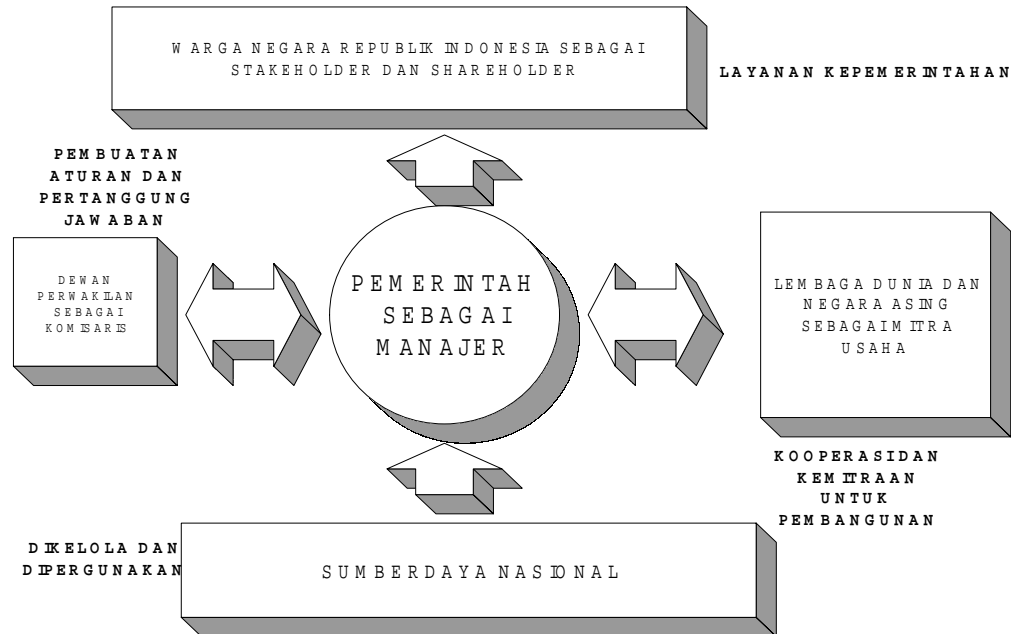 WARGA NEGARA REPUBLIK INDONESIA SEBAGAI
STAKEHOLDER DAN SHAREHOLDER
LAYANAN KEPEMERINTAHAN
PEMBUATAN
ATURAN DAN
PERTANGGUNG
JAWABAN
DEWAN
PERWAKILAN
SEBAGAI
KOMISARIS
PEMERINTAH
SEBAGAI
MANAJER
LEMBAGA DUNIA DAN
NEGARA ASING
SEBAGAI MITRA
USAHA
KOOPERASI DAN
KEMITRAAN
UNTUK
PEMBANGUNAN
DIKELOLA DAN
DIPERGUNAKAN
SUMBERDAYA NASIONAL